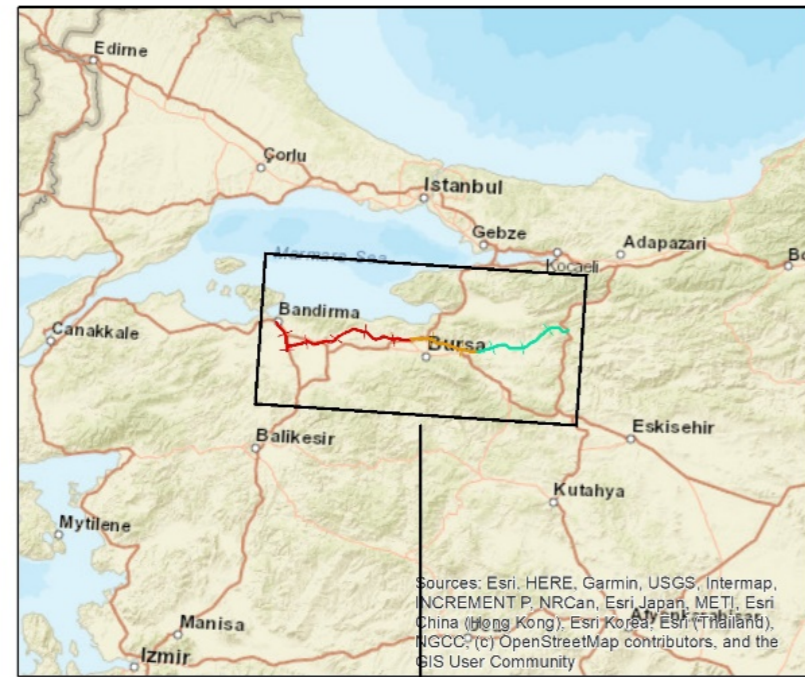 Edirne
Çorlu
Istanbul
Gebze
Adapazari
Kocaeli
Bo
Marmara Sea
Bandirma
Canakkale
Bursa
Eskisehir
Balikesir
Kutahya
Mytilene
Sources: Esri, HERE, Garmin, USGS, Intermap,
INCREMENT P, NRCan, Esri Japan, METI, Esri
China (Hong Kong), Esri Korea, Esri (Thailand),
NGCC, (c) OpenStreetMap contributors, and the
GIS User Community
Manisa
Izmir